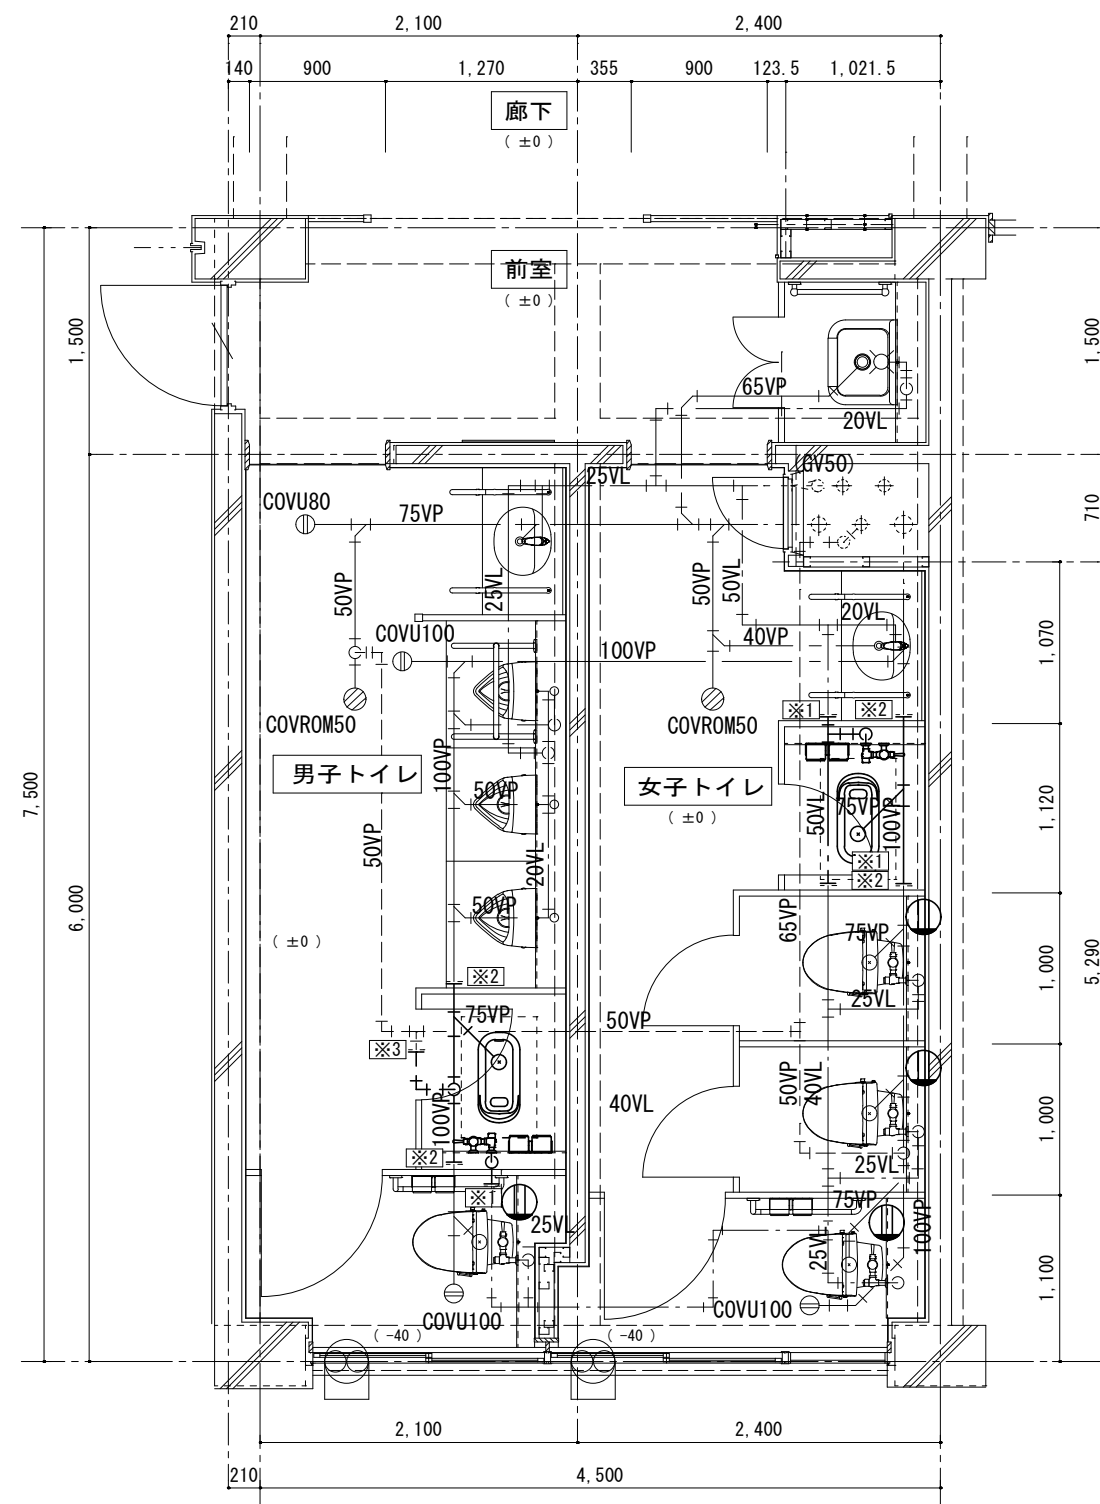 210
2,100
2,400
140
900
1,270
355
900
123.5
1,021.5
廊下
( ±0 )
前室
( ±0 )
1,500
1,500
65VP
20VL
GV50)
25VL
COVU80
75VP
710
50VP
25VL
50VP
50VL
20VL
COVU100
40VP
100VP
1,070
※1
※2
COVROM50
COVROM50
男子トイレ
100VP
女子トイレ
( ±0 )
7,500
50VP
50VL
75VP
100VP
1,120
50VP
20VL
※1
※2
6,000
50VP
65VP
75VP
( ±0 )
※2
25VL
1,000
5,290
75VP
50VP
※3
100VP
40VL
50VP
40VL
1,000
※2
25VL
※1
75VP
25VL
25VL
100VP
1,100
COVU100
COVU100
( -40 )
( -40 )
2,100
2,400
210
4,500